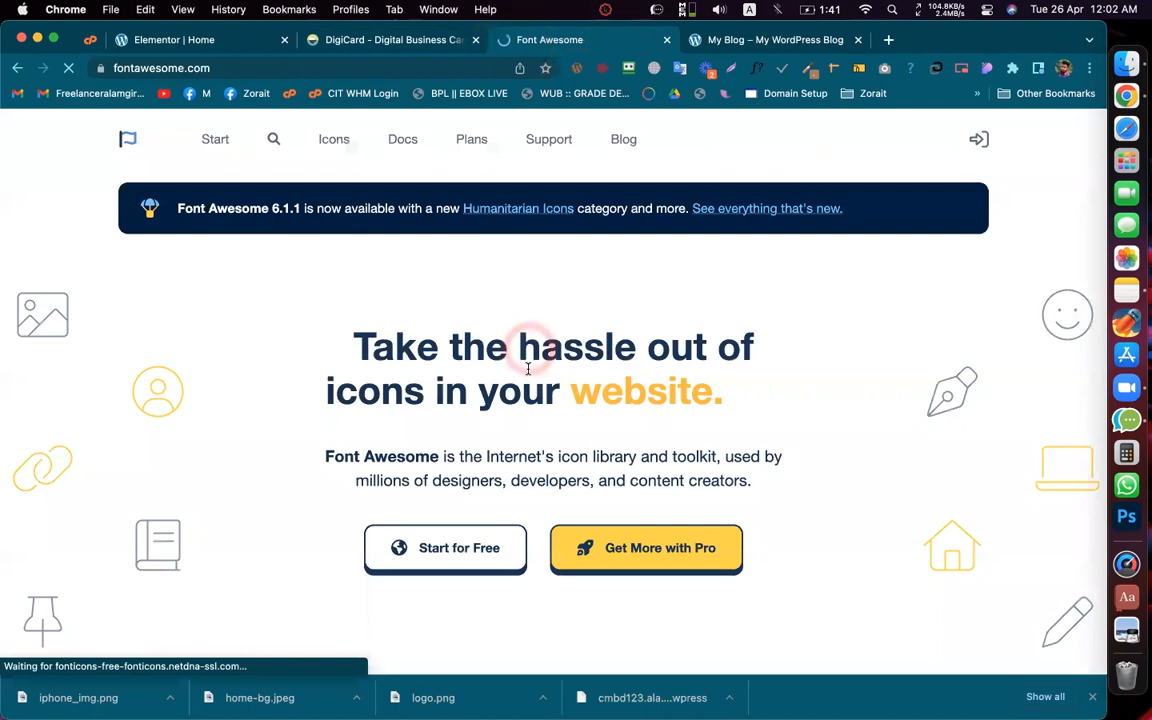 Chrome File Edit View History Bookmarks Profiles Tab Window Help
A 1:41 104.8KB/s 2.4MB/s Tue 26 Apr 12:02 AM
Elementor | Home DigiCard - Digital Business Ca Font Awesome My Blog – My WordPress Blog
fontawesome.com
f?
2
M Freelanceralamgir... M Zorait CIT WHM Login BPL || EBOX LIVE WUB :: GRADE DE... Domain Setup Zorait » Other Bookmarks
Start Icons Docs Plans Support Blog
Font Awesome 6.1.1 is now available with a new Humanitarian Icons category and more. See everything that's new.
Take the hassle out of
icons in your website.
Font Awesome is the Internet's icon library and toolkit, used by
millions of designers, developers, and content creators.
Start for Free Get More with Pro
Ps
Aa
Waiting for fonticons-free-fonticons.netdna-ssl.com...
iphone_img.png home-bg.jpeg logo.png cmbd123.ala....wpress Show all